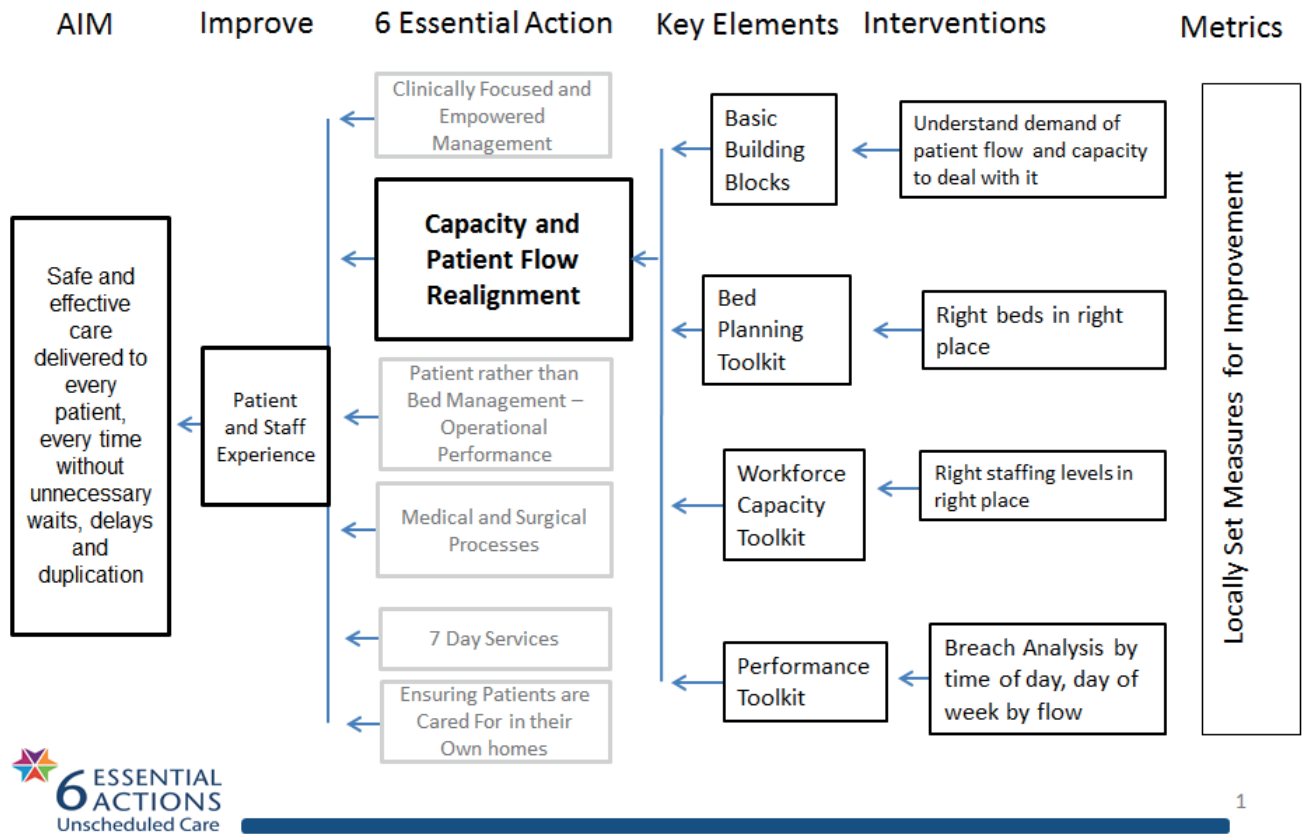 AIM
Improve
6 Essential Action
Key Elements
Interventions
Metrics
Safe and
effective
care
delivered to
every
patient,
every time
without
unnecessary
waits, delays
and
duplication
Patient
and Staff
Experience
Clinically Focused and
Empowered
Management
Capacity and
Patient Flow
Realignment
Patient rather than
Bed Management –
Operational
Performance
Medical and Surgical
Processes
7 Day Services
Ensuring Patients are
Cared For in their
Own homes
Basic
Building
Blocks
Bed
Planning
Toolkit
Workforce
Capacity
Toolkit
Performance
Toolkit
Understand demand of
patient flow and capacity
to deal with it
Right beds in right
place
Right staffing levels in
right place
Breach Analysis by
time of day, day of
week by flow
Locally Set Measures for Improvement
6 ESSENTIAL
ACTIONS
Unscheduled Care
1